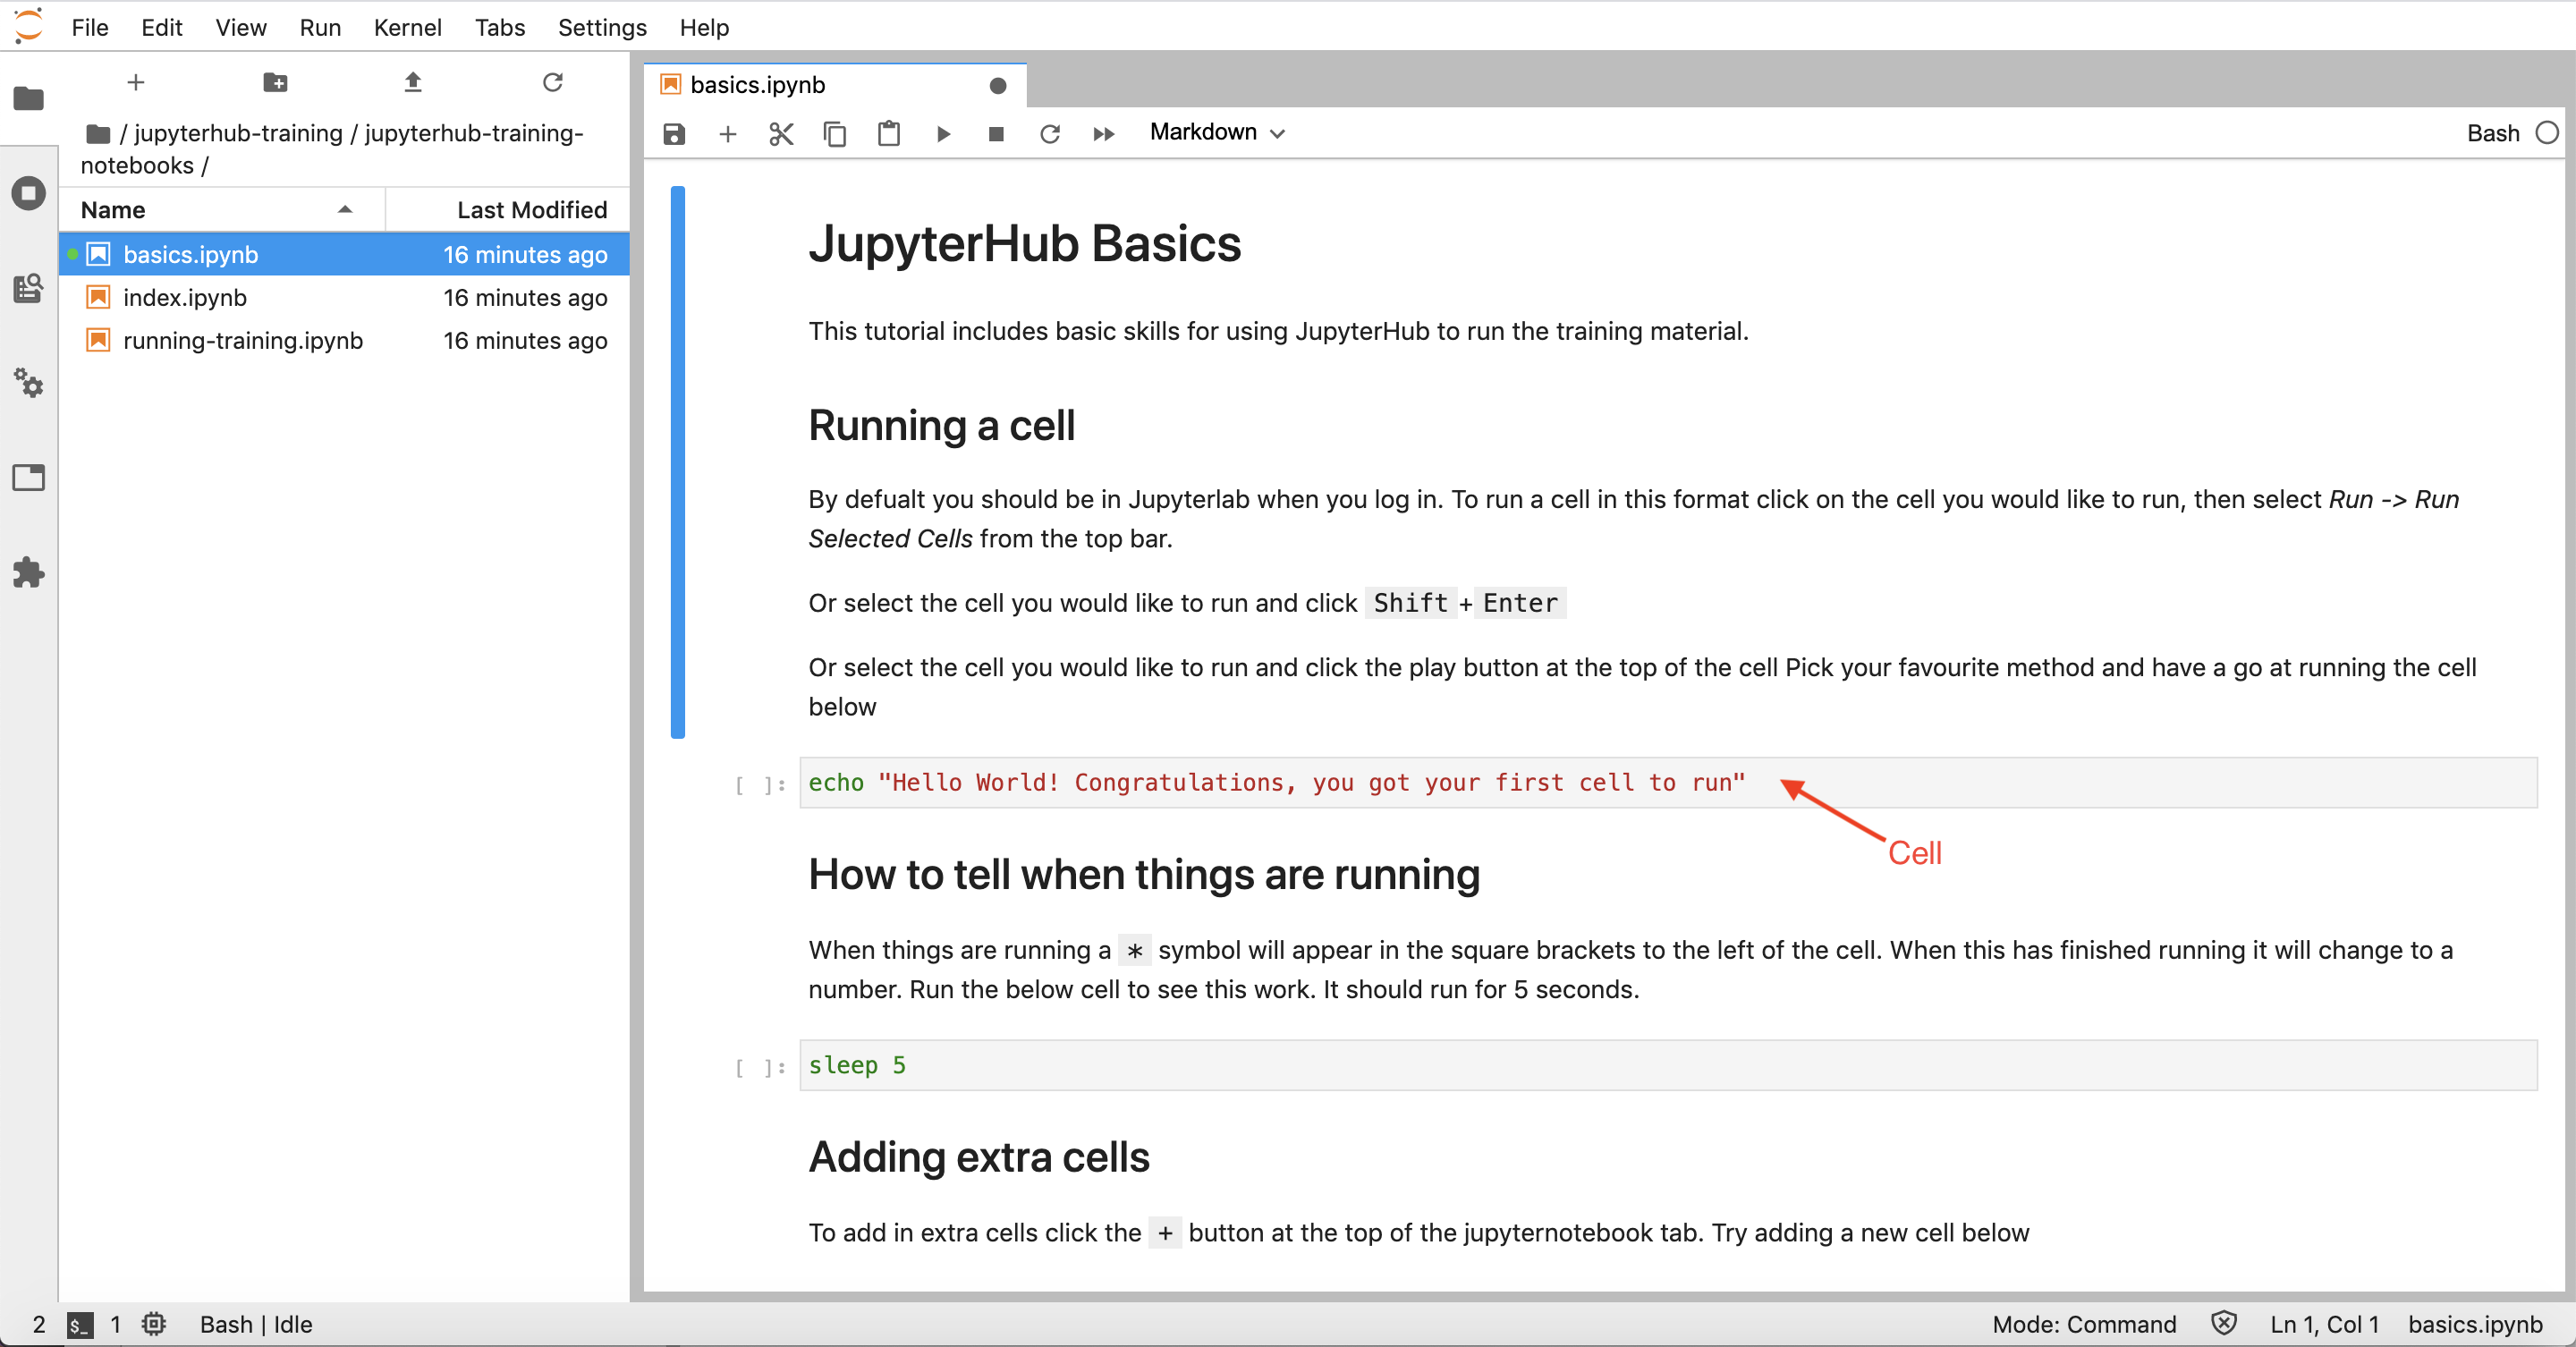 File Edit View Run Kernel Tabs Settings Help
/ jupyterhub-training / jupyterhub-training-
notebooks /
Name Last Modified
basics.ipynb 16 minutes ago
index.ipynb 16 minutes ago
running-training.ipynb 16 minutes ago
basics.ipynb
Markdown Bash
JupyterHub Basics
This tutorial includes basic skills for using JupyterHub to run the training material.
Running a cell
By defualt you should be in Jupyterlab when you log in. To run a cell in this format click on the cell you would like to run, then select Run -> Run
Selected Cells from the top bar.
Or select the cell you would like to run and click Shift + Enter
Or select the cell you would like to run and click the play button at the top of the cell Pick your favourite method and have a go at running the cell
below
[ ]: echo "Hello World! Congratulations, you got your first cell to run"
Cell
How to tell when things are running
When things are running a * symbol will appear in the square brackets to the left of the cell. When this has finished running it will change to a
number. Run the below cell to see this work. It should run for 5 seconds.
[ ]: sleep 5
Adding extra cells
To add in extra cells click the + button at the top of the jupyternotebook tab. Try adding a new cell below
2 $_ 1 Bash | Idle Mode: Command Ln 1, Col 1 basics.ipynb